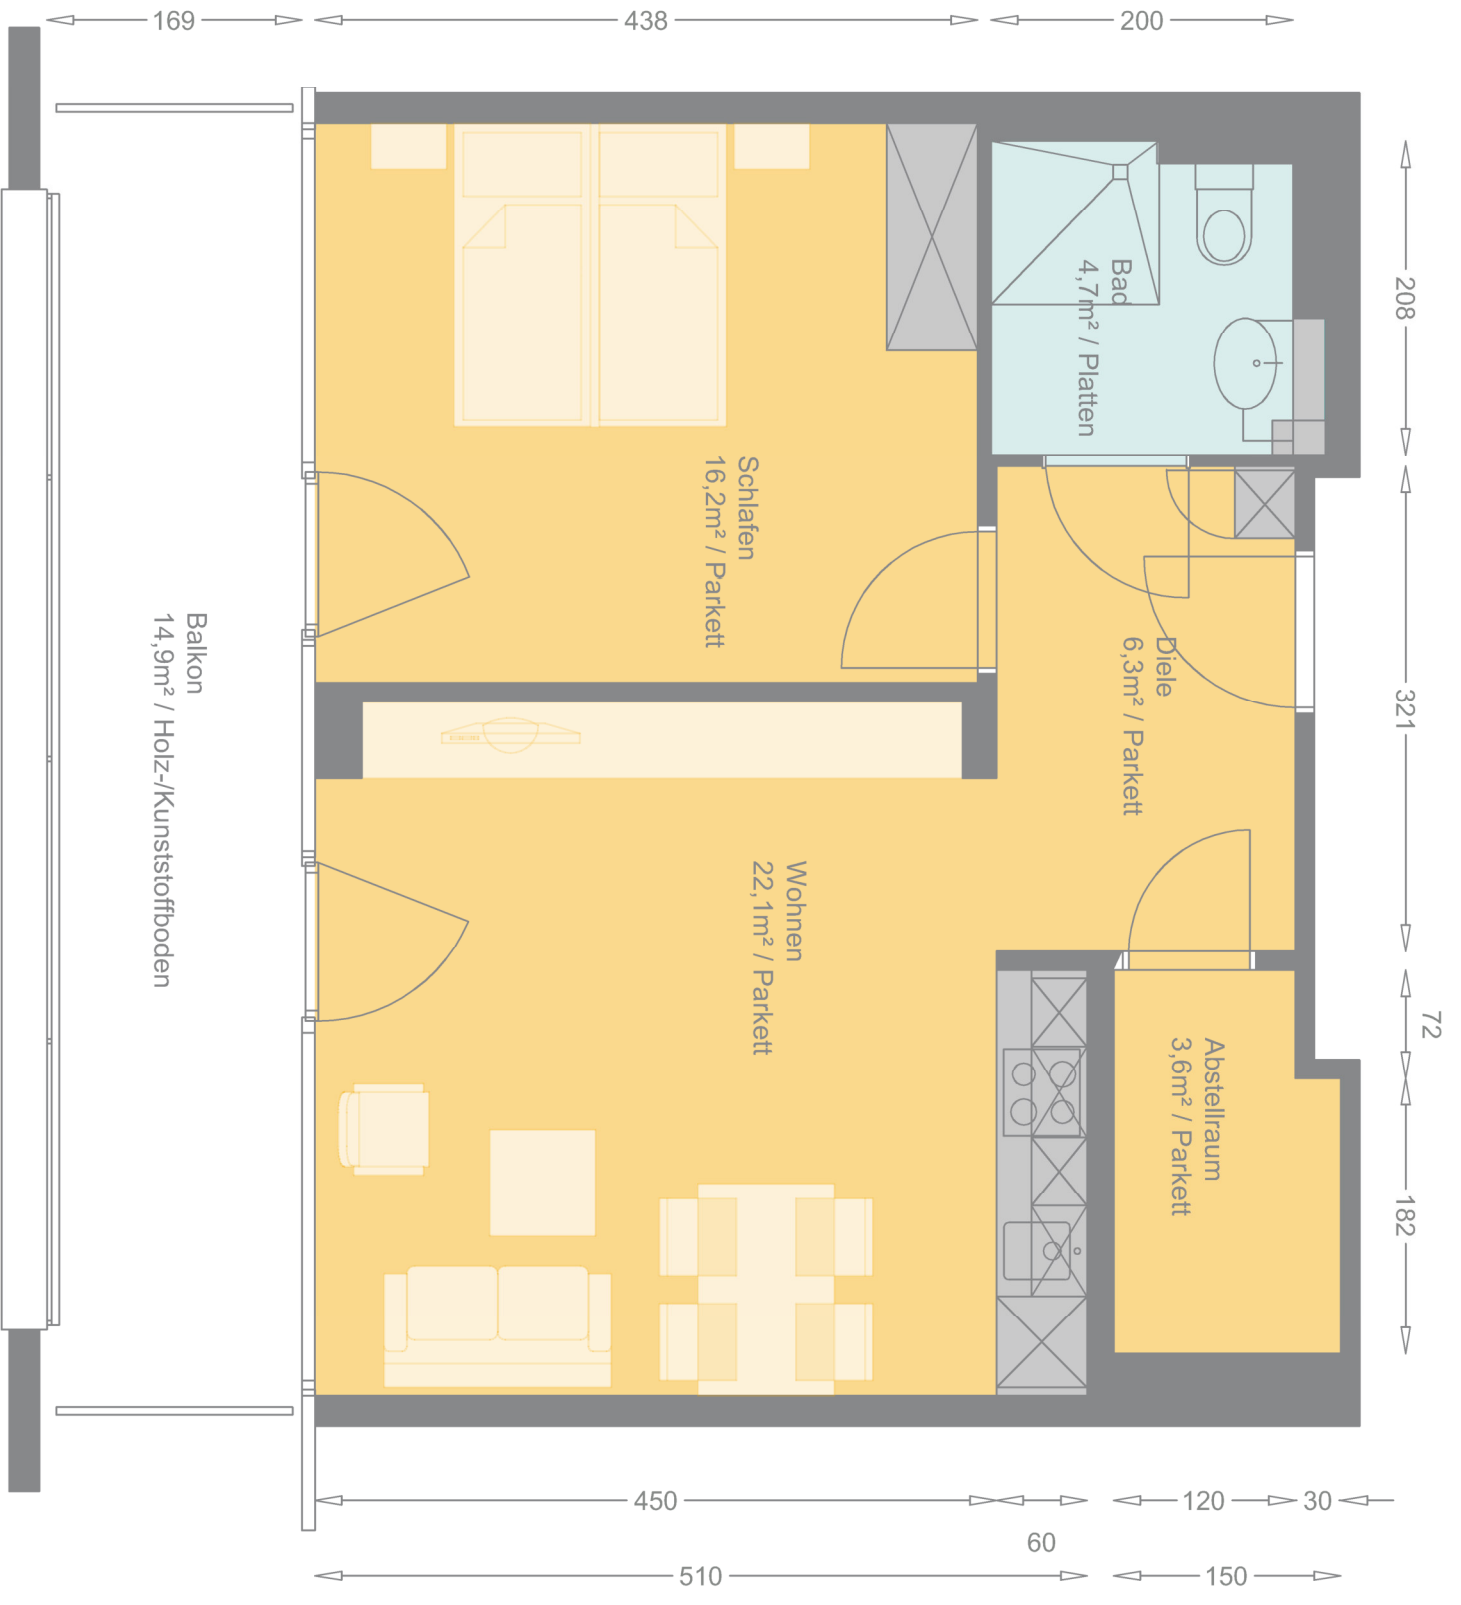 169
438
200
Bad
4,7m² / Platten
208
Schlafen
16,2m² / Parkett
Balkon
14,9m² / Holz-/Kunststoffboden
Diele
6,3m² / Parkett
321
Wohnen
22,1m² / Parkett
72
Abstellraum
3,6m² / Parkett
182
450
120
30
60
510
150